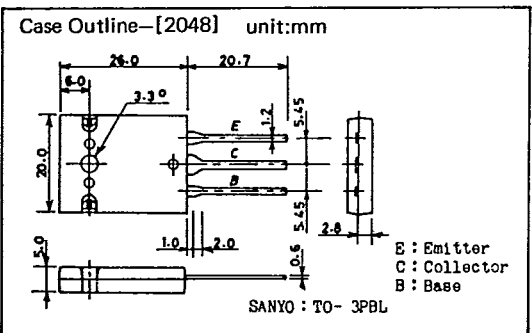 Case Outline—[2048] unit:mm
26.0
20.7
6.0
3.3°
1.2
5.45
E
C
B
20.0
5.45
1.0
2.0
2.8
5.0
0.6
E : Emitter
C : Collector
B : Base
SANYO : TO- 3PBL